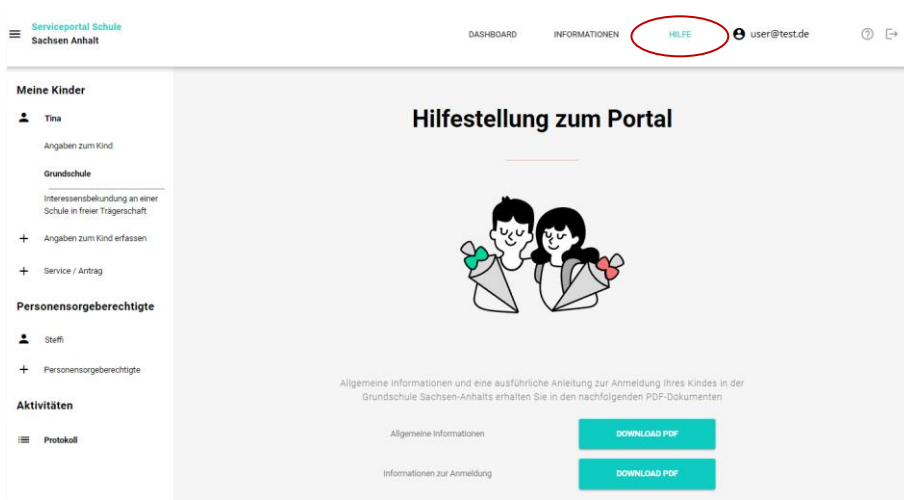 Serviceportal Schule
Sachsen Anhalt
DASHBOARD
INFORMATIONEN
HILFE
user@test.de
Meine Kinder
Tina
Angaben zum Kind
Grundschule
Interessensbekundung an einer
Schule in freier Trägerschaft
Angaben zum Kind erfassen
Service / Antrag
Personensorgeberechtigte
Steffi
Personensorgeberechtigte
Aktivitäten
Protokoll
Hilfestellung zum Portal
Allgemeine Informationen und eine ausführliche Anleitung zur Anmeldung Ihres Kindes in der
Grundschule Sachsen-Anhalts erhalten Sie in den nachfolgenden PDF-Dokumenten
Allgemeine Informationen
DOWNLOAD PDF
Informationen zur Anmeldung
DOWNLOAD PDF